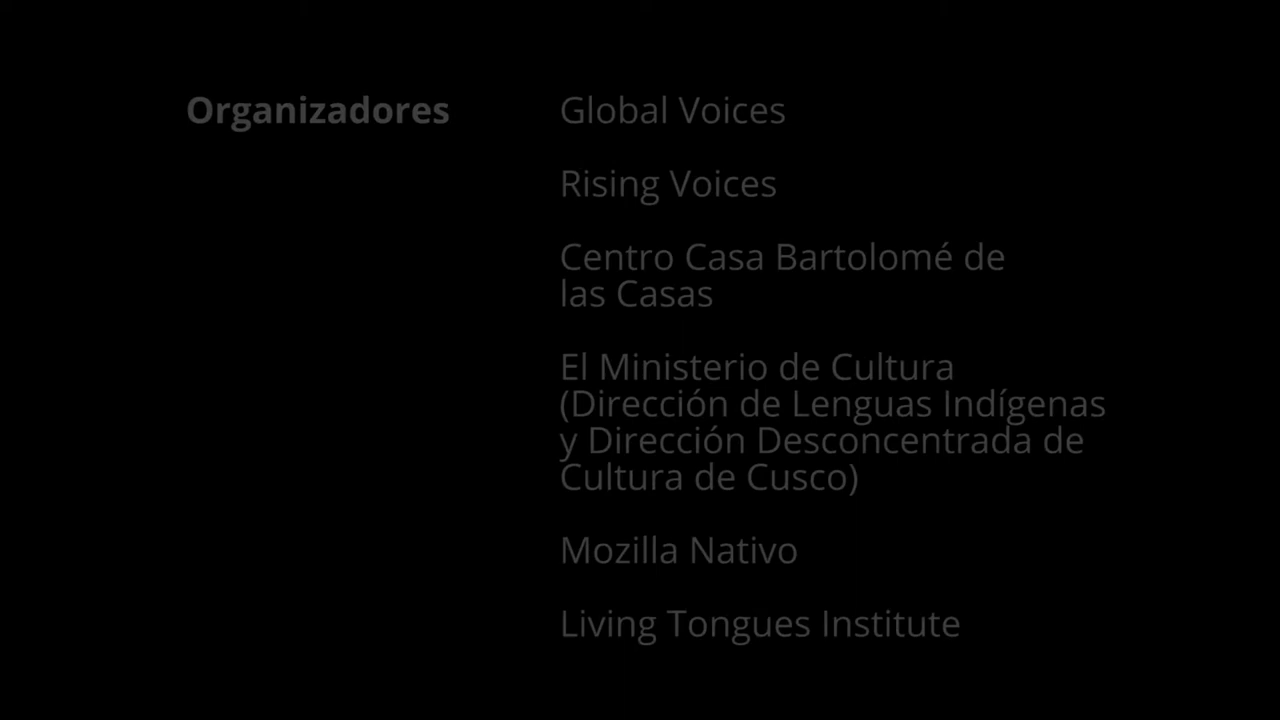 Organizadores Global Voices
Rising Voices
Centro Casa Bartolomé de
las Casas
El Ministerio de Cultura
(Dirección de Lenguas Indígenas
y Dirección Desconcentrada de
Cultura de Cusco)
Mozilla Nativo
Living Tongues Institute